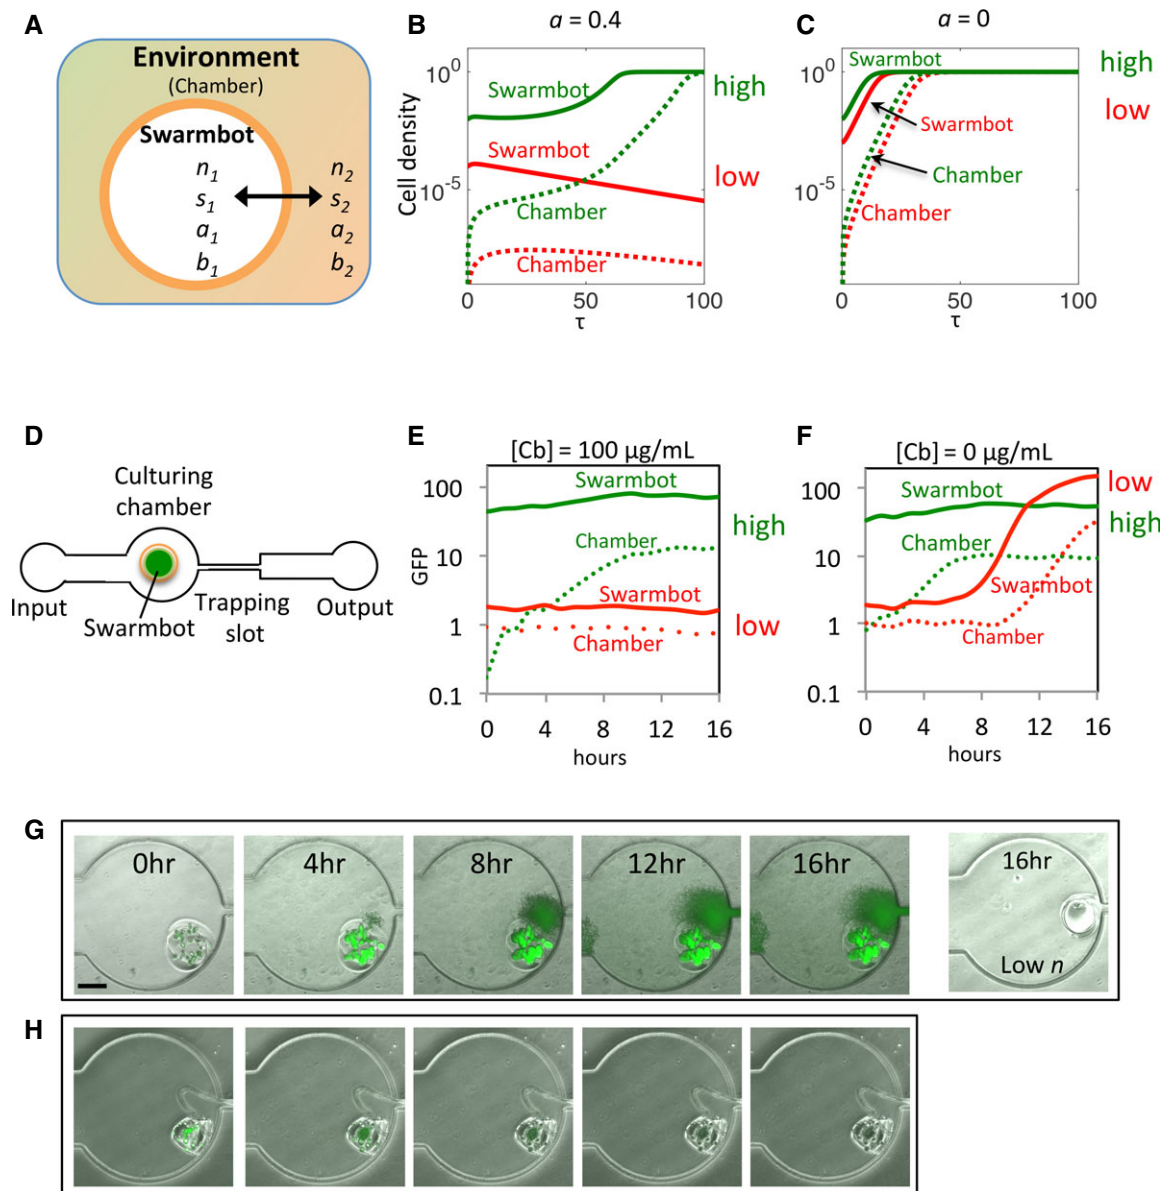 A
Environment
(Chamber)
Swarmbot
n1 n2
s1 s2
a1 a2
b1 b2
B
a = 0.4
Cell density
10^0
10^-5
Swarmbot
Swarmbot
Chamber
Chamber
high
low
0 50 100
τ
C
a = 0
10^0
10^-5
Swarmbot
Swarmbot
Chamber
Chamber
high
low
0 50 100
τ
D
Culturing
chamber
Input
Swarmbot
Trapping
slot
Output
E
[Cb] = 100 μg/mL
GFP
100
10
1
0.1
Swarmbot
Chamber
Swarmbot
Chamber
high
low
0 4 8 12 16
hours
F
[Cb] = 0 μg/mL
100
10
1
0.1
Swarmbot
Chamber
Swarmbot
Chamber
low
high
0 4 8 12 16
hours
G
0hr 4hr 8hr 12hr 16hr 16hr
Low n
H